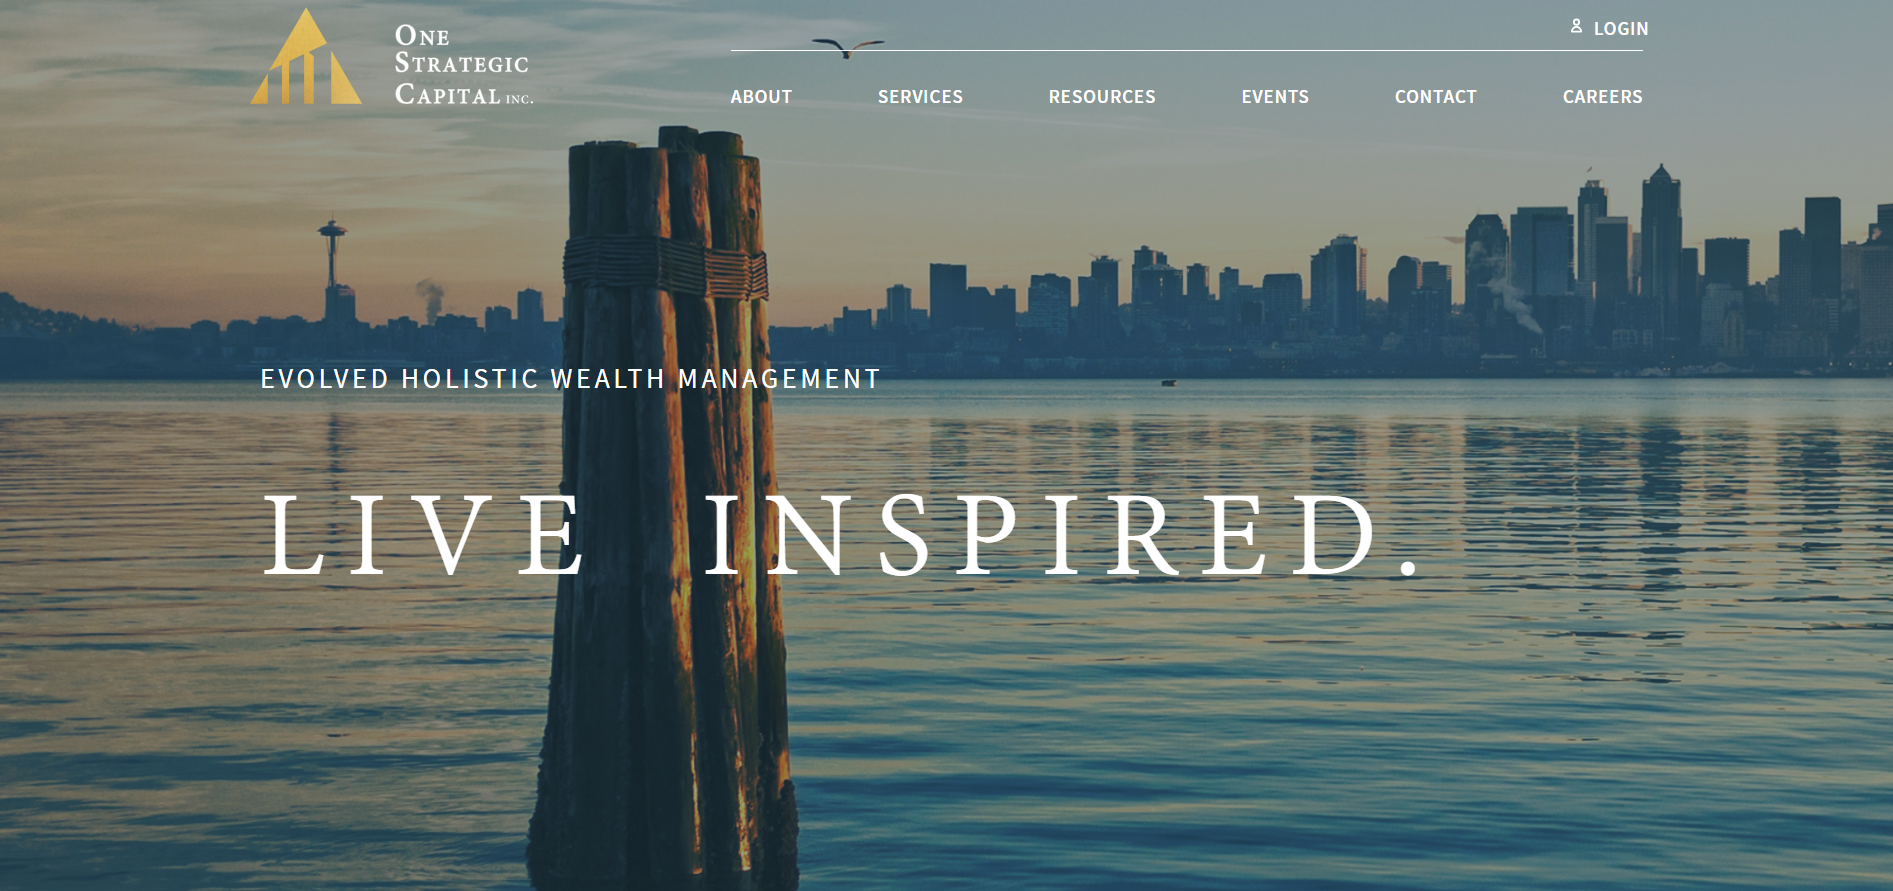 ONE
STRATEGIC
CAPITAL INC.
LOGIN
ABOUT SERVICES RESOURCES EVENTS CONTACT CAREERS
EVOLVED HOLISTIC WEALTH MANAGEMENT
LIVE INSPIRED.